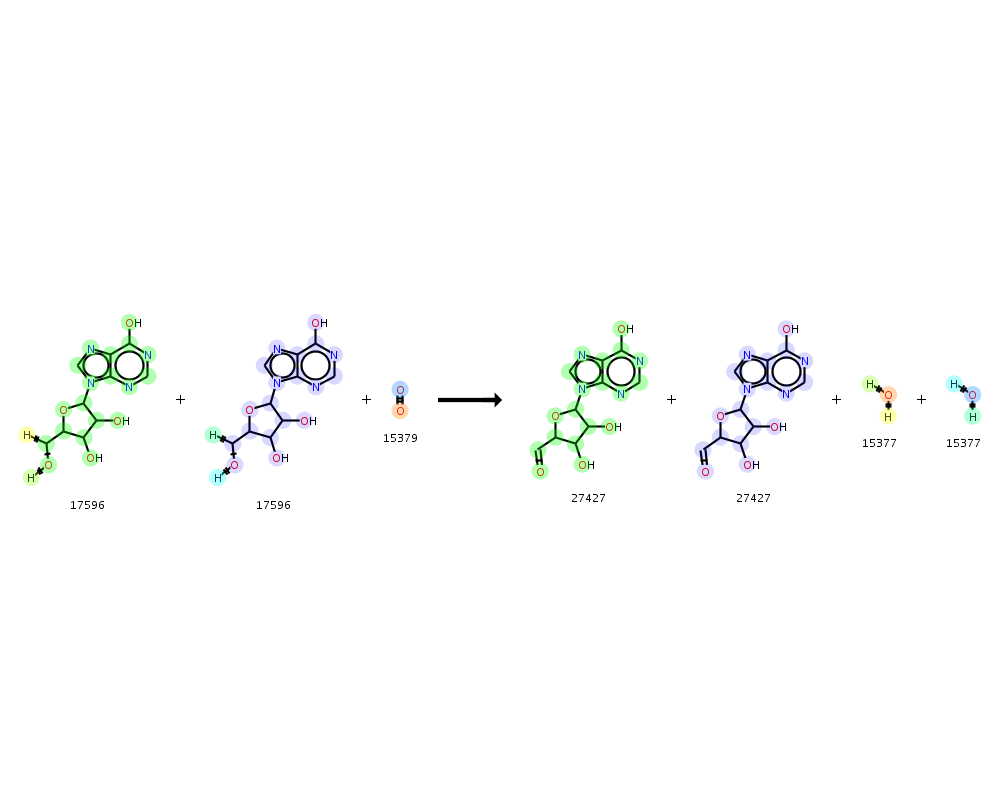 OH OH OH OH
N N N N N N N N N N N N N N N N
O OH O OH O OH O OH
H OH H OH O OH OH
O O O O O H O H H O H
H H O O
+ + + + +
17596 17596 15379 27427 27427 15377 15377